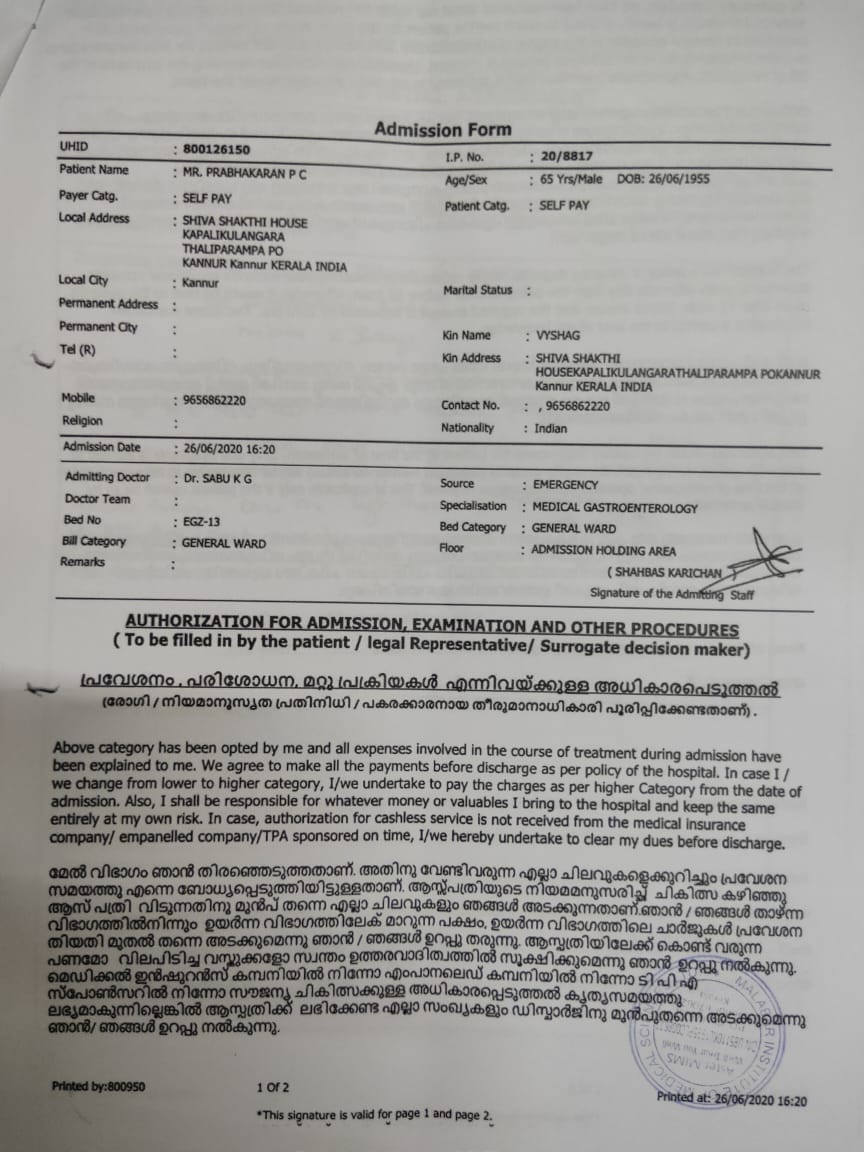 Admission Form
UHID : 800126150 I.P. No. : 20/8817
Patient Name : MR. PRABHAKARAN P C Age/Sex : 65 Yrs/Male DOB: 26/06/1955
Payer Catg. : SELF PAY Patient Catg. : SELF PAY
Local Address : SHIVA SHAKTHI HOUSE
KAPALIKULANGARA
THALIPARAMPA PO
KANNUR Kannur KERALA INDIA
Local City : Kannur Marital Status :
Permanent Address :
Permanent City : Kin Name : VYSHAG
Tel (R) : Kin Address : SHIVA SHAKTHI
HOUSEKAPALIKULANGARATHALIPARAMPA POKANNUR
Kannur KERALA INDIA
Mobile : 9656862220 Contact No. : , 9656862220
Religion : Nationality : Indian
Admission Date : 26/06/2020 16:20
Admitting Doctor : Dr. SABU K G Source : EMERGENCY
Doctor Team : Specialisation : MEDICAL GASTROENTEROLOGY
Bed No : EGZ-13 Bed Category : GENERAL WARD
Bill Category : GENERAL WARD Floor : ADMISSION HOLDING AREA
Remarks : ( SHAHBAS KARICHAN )
Signature of the Admitting Staff
AUTHORIZATION FOR ADMISSION, EXAMINATION AND OTHER PROCEDURES
( To be filled in by the patient / legal Representative/ Surrogate decision maker)
പ്രവേശനം , പരിശോധന, മറ്റു പ്രക്രിയകൾ എന്നിവയ്ക്കുള്ള അധികാരപെടുത്തൽ
(രോഗി / നിയമാനുസൃത പ്രതിനിധി / പകരക്കാരനായ തീരുമാനാധികാരി പൂരിപ്പിക്കേണ്ടതാണ്) .
Above category has been opted by me and all expenses involved in the course of treatment during admission have
been explained to me. We agree to make all the payments before discharge as per policy of the hospital. In case I /
we change from lower to higher category, I/we undertake to pay the charges as per higher Category from the date of
admission. Also, I shall be responsible for whatever money or valuables I bring to the hospital and keep the same
entirely at my own risk. In case, authorization for cashless service is not received from the medical insurance
company/ empanelled company/TPA sponsored on time, I/we hereby undertake to clear my dues before discharge.
മേൽ വിഭാഗം ഞാൻ തിരഞ്ഞെടുത്തതാണ്. അതിനു വേണ്ടിവരുന്ന എല്ലാ ചിലവുകളെക്കുറിച്ചും പ്രവേശന
സമയത്തു എന്നെ ബോധ്യപ്പെടുത്തിയിട്ടുള്ളതാണ്. ആസ്പത്രിയുടെ നിയമമനുസരിച്ച് ചികിത്സ കഴിഞ്ഞു
ആസ് പത്രി വിടുന്നതിനു മുൻപ് തന്നെ എല്ലാ ചിലവുകളും ഞങ്ങൾ അടക്കുന്നതാണ്.ഞാൻ / ഞങ്ങൾ താഴ്ന്ന
വിഭാഗത്തിൽനിന്നും ഉയർന്ന വിഭാഗത്തിലേക് മാറുന്ന പക്ഷം, ഉയർന്ന വിഭാഗത്തിലെ ചാർജുകൾ പ്രവേശന
തിയതി മുതൽ തന്നെ അടക്കുമെന്നു ഞാൻ / ഞങ്ങൾ ഉറപ്പു തരുന്നു. ആസ്പത്രിയിലേക്ക് കൊണ്ട് വരുന്ന
പണമോ വിലപിടിച്ച വസ്തുക്കളോ സ്വന്തം ഉത്തരവാദിത്വത്തിൽ സൂക്ഷിക്കുമെന്നു ഞാൻ ഉറപ്പു നൽകുന്നു.
മെഡിക്കൽ ഇൻഷുറൻസ് കമ്പനിയിൽ നിന്നോ എംപാനലെഡ് കമ്പനിയിൽ നിന്നോ ടി പി എ
സ്പോൺസറിൽ നിന്നോ സൗജന്യ ചികിത്സക്കുള്ള അധികാരപ്പെടുത്തൽ കൃത്യസമയത്തു
ലഭ്യമാകുന്നില്ലെങ്കിൽ ആസ്പത്രിക്ക് ലഭിക്കേണ്ട എല്ലാ സംഖ്യകളും ഡിസ്ചാർജിനു മുൻപുതന്നെ അടക്കുമെന്നു
ഞാൻ/ ഞങ്ങൾ ഉറപ്പു നൽകുന്നു.
MALABAR INSTITUTE OF MEDICAL
Aster MIMS
Printed by:800950 1 Of 2 Printed at: 26/06/2020 16:20
*This signature is valid for page 1 and page 2.